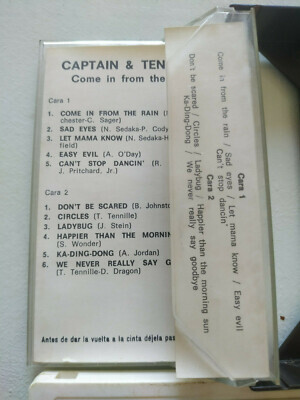 CAPTAIN & TEN
Come in from the
Cara 1
1. COME IN FROM THE RAIN (
chester-C. Sager)
2. SAD EYES (N. Sedaka-P. Cody
3. LET MAMA KNOW (N. Sedaka-H
field)
4. EASY EVIL (A. O'Day)
5. CAN'T STOP DANCIN' (R.
J. Pritchard, Jr.)
Cara 2
1. DON'T BE SCARED (B. Johnst
2. CIRCLES (T. Tennille)
3. LADYBUG (J. Stein)
4. HAPPIER THAN THE MORNIN
(S. Wonder)
5. KA-DING-DONG (A. Jordan)
6. WE NEVER REALLY SAY G
(T. Tennille-D. Dragon)
Antes de dar la vuelta a la cinta déjela pas
Cara 1
Come in from the rain / Sad eyes / Let mama know / Easy evil
Can't stop dancin'
Cara 2
Don't be scared / Circles / Ladybug / Happier than the morning sun
Ka-Ding-Dong / We never really say goodbye